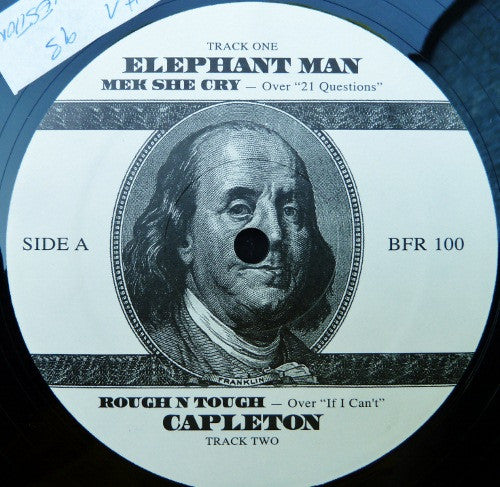 TRACK ONE
ELEPHANT MAN
MEK SHE CRY — Over "21 Questions"
SIDE A
BFR 100
FRANKLIN
ROUGH N TOUGH — Over "If I Can't"
CAPLETON
TRACK TWO